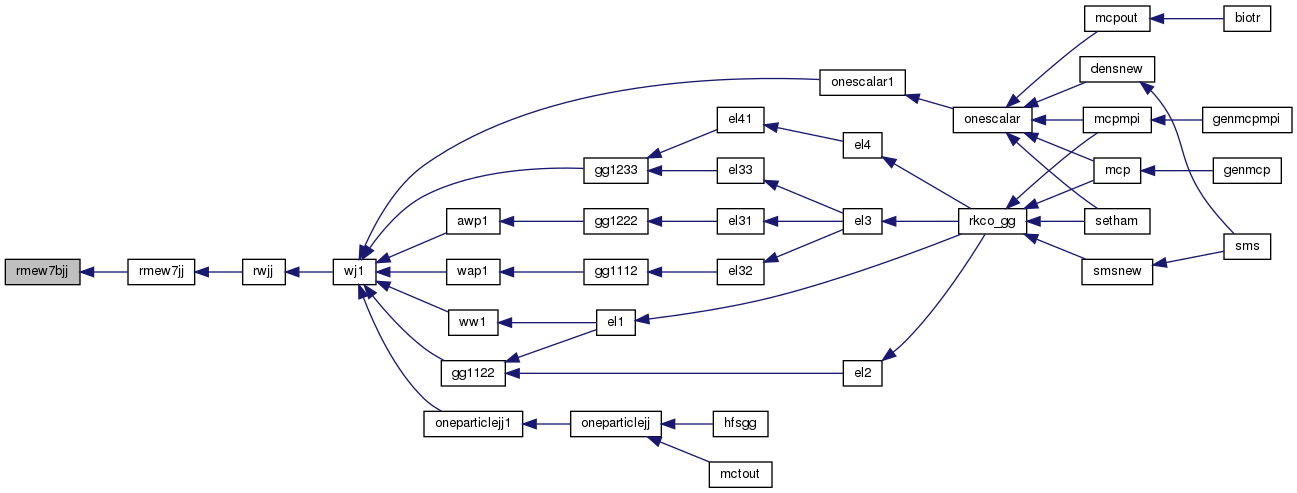 mcpout
biotr
densnew
onescalar1
el41
onescalar
mcpmpi
genmcpmpi
el4
gg1233
el33
mcp
genmcp
awp1
gg1222
el31
el3
rkco_gg
setham
sms
rmew7bjj
rmew7jj
rwjj
wj1
wap1
gg1112
el32
smsnew
ww1
el1
gg1122
el2
oneparticlejj1
oneparticlejj
hfsgg
mctout